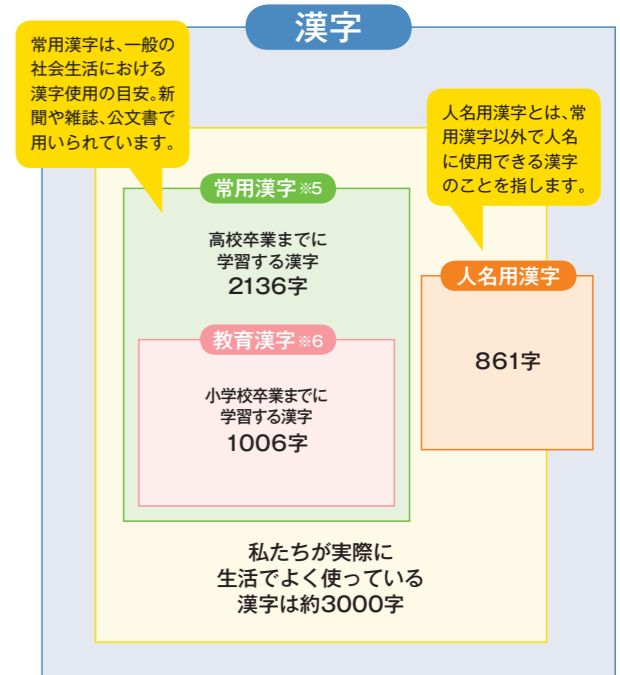 漢字
常用漢字は、一般の
社会生活における
漢字使用の目安。新
聞や雑誌、公文書で
用いられています。
人名用漢字とは、常
用漢字以外で人名
に使用できる漢字
のことを指します。
常用漢字※5
高校卒業までに
学習する漢字
2136字
人名用漢字
861字
教育漢字※6
小学校卒業までに
学習する漢字
1006字
私たちが実際に
生活でよく使っている
漢字は約3000字